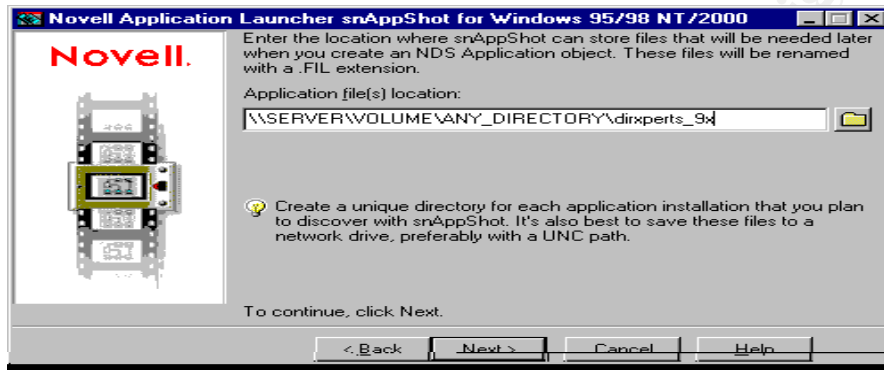 Novell Application Launcher snAppShot for Windows 95/98 NT/2000
Novell.
Enter the location where snAppShot can store files that will be needed later
when you create an NDS Application object. These files will be renamed
with a .FIL extension.
Application file(s) location:
\\SERVER\VOLUME\ANY_DIRECTORY\dirxperts_9x
Create a unique directory for each application installation that you plan
to discover with snAppShot. It's also best to save these files to a
network drive, preferably with a UNC path.
To continue, click Next.
< Back Next > Cancel Help